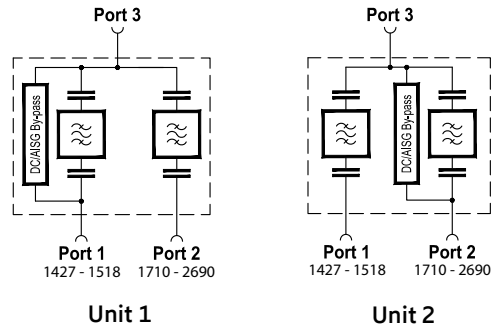 Port 3
DC/AISG By-pass
Port 1
1427 - 1518
Port 2
1710 - 2690
Unit 1
Port 3
DC/AISG By-pass
Port 1
1427 - 1518
Port 2
1710 - 2690
Unit 2